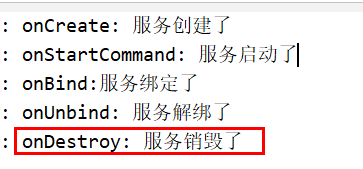 : onCreate: 服务创建了
: onStartCommand: 服务启动了
: onBind:服务绑定了
: onUnbind: 服务解绑了
: onDestroy: 服务销毁了